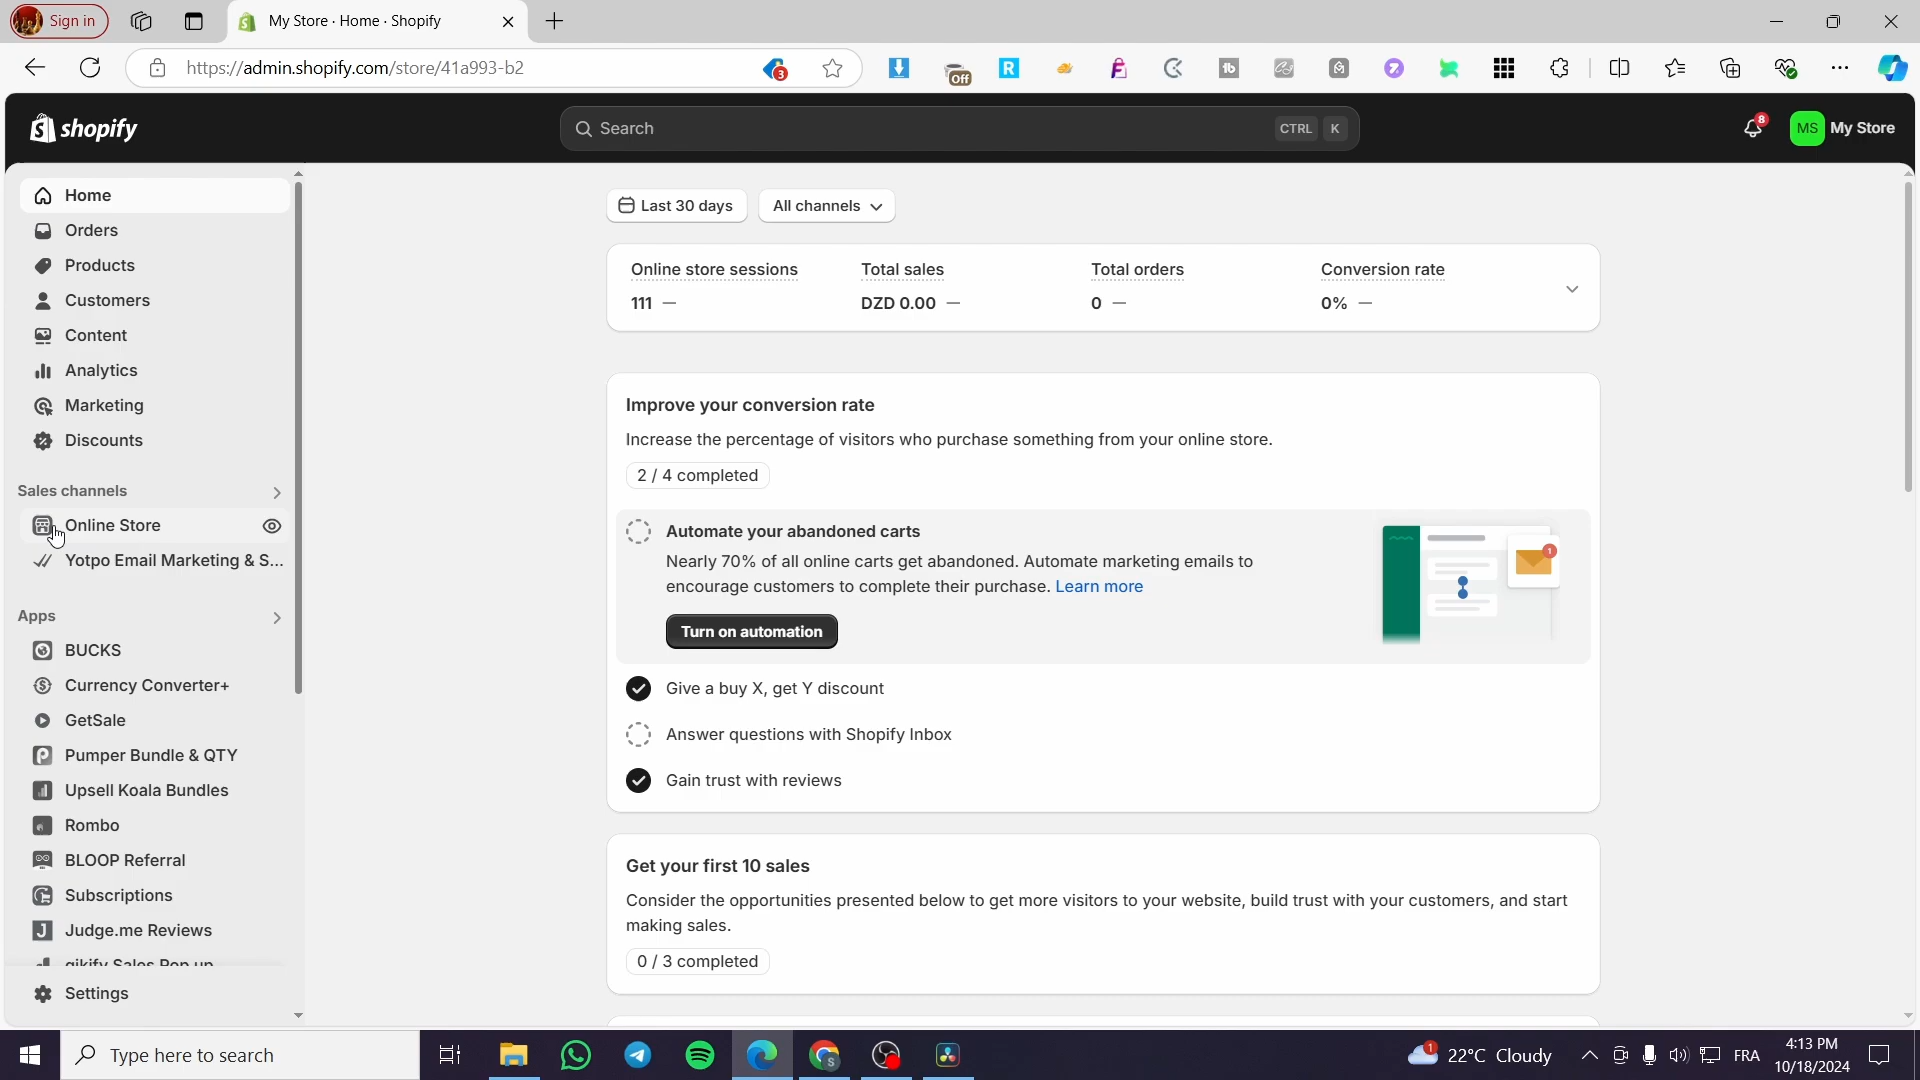 Sign in
My Store · Home · Shopify
https://admin.shopify.com/store/41a993-b2
3
Off
shopify
Search
CTRL K
8
MS My Store
Home
Orders
Products
Customers
Content
Analytics
Marketing
Discounts
Sales channels
Online Store
Yotpo Email Marketing & S...
Apps
BUCKS
Currency Converter+
GetSale
Pumper Bundle & QTY
Upsell Koala Bundles
Rombo
BLOOP Referral
Subscriptions
Judge.me Reviews
Settings
Last 30 days
All channels
Online store sessions
111 —
Total sales
DZD 0.00 —
Total orders
0 —
Conversion rate
0% —
Improve your conversion rate
Increase the percentage of visitors who purchase something from your online store.
2 / 4 completed
Automate your abandoned carts
Nearly 70% of all online carts get abandoned. Automate marketing emails to
encourage customers to complete their purchase. Learn more
Turn on automation
1
Give a buy X, get Y discount
Answer questions with Shopify Inbox
Gain trust with reviews
Get your first 10 sales
Consider the opportunities presented below to get more visitors to your website, build trust with your customers, and start
making sales.
0 / 3 completed
Type here to search
1
22°C Cloudy
FRA
4:13 PM
10/18/2024